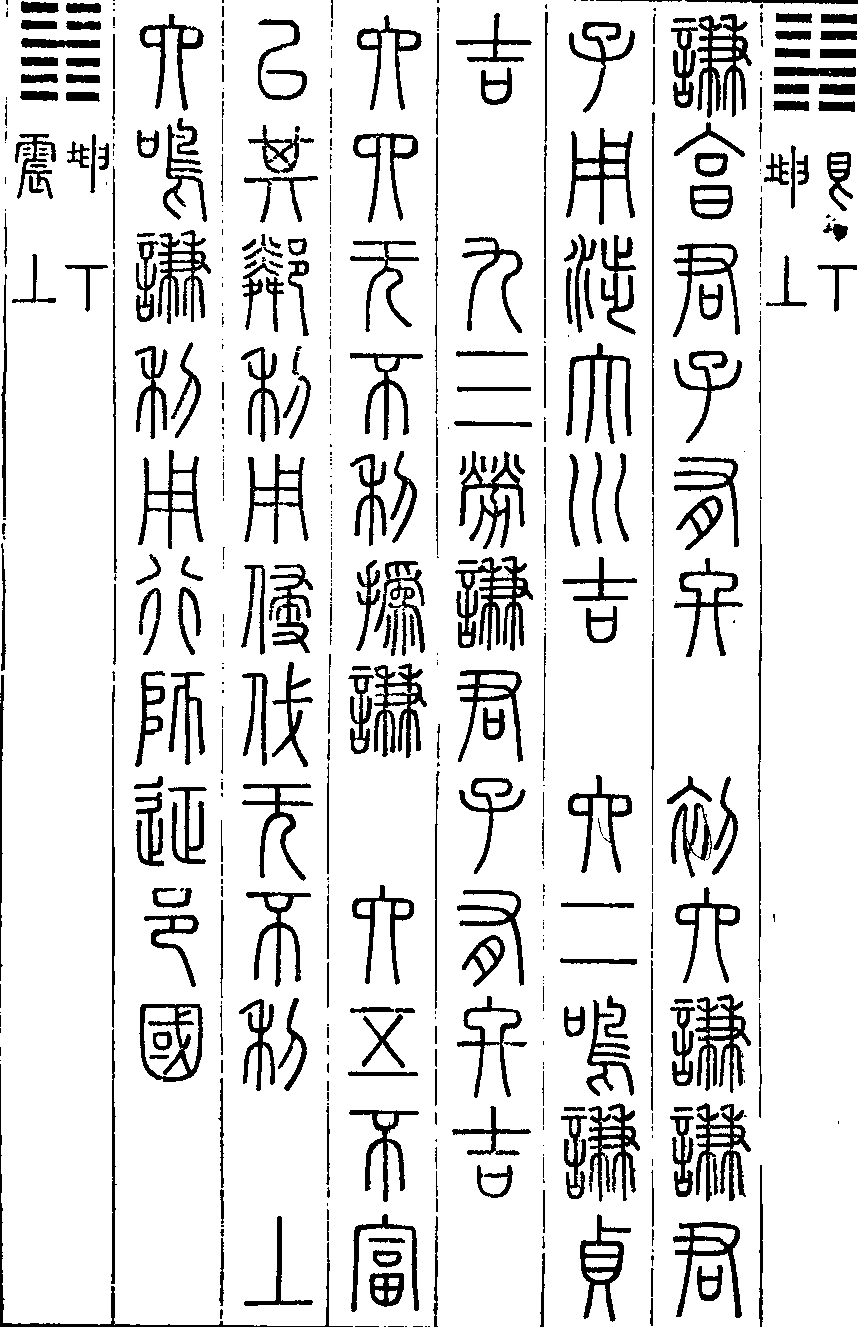 ䷎ 艮下 坤上
謙亯君子有終 初六謙謙君
子用涉大川吉 六二鳴謙貞
吉 九三勞謙君子有終吉
六四无不利撝謙 六五不富
以其鄰利用侵伐无不利 上
六鳴謙利用行師征邑國
䷏ 坤下 震上